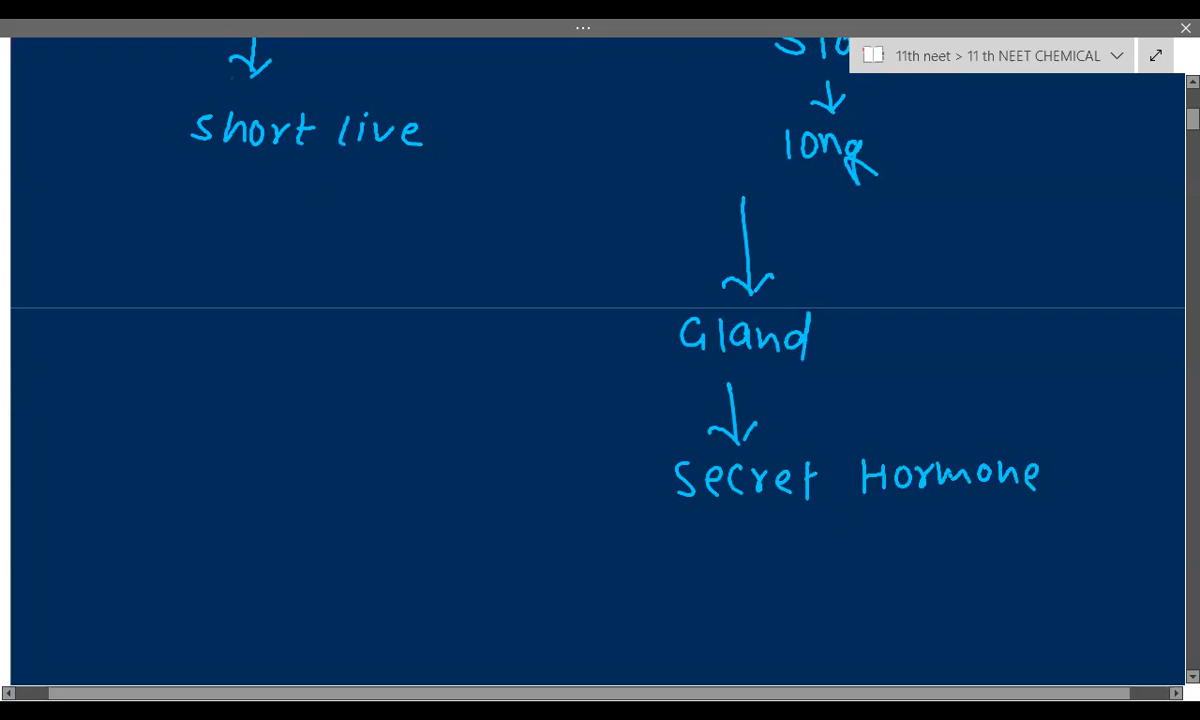 11th neet > 11 th NEET CHEMICAL
short live
long
Gland
Secret Hormone